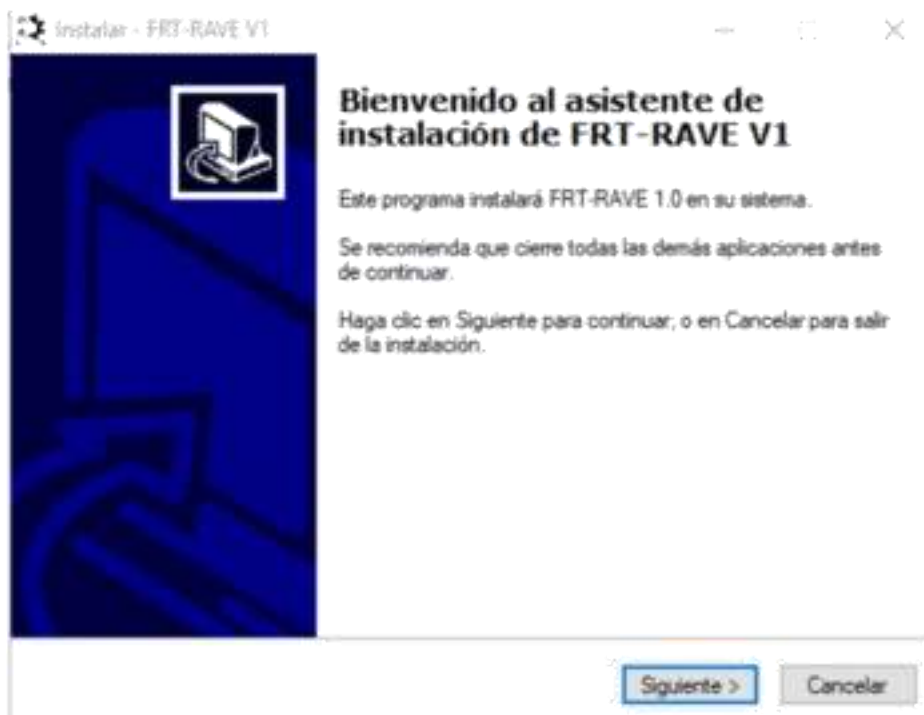 Instalar - FRT-RAVE V1
Bienvenido al asistente de
instalación de FRT-RAVE V1
Este programa instalará FRT-RAVE 1.0 en su sistema.
Se recomienda que cierre todas las demás aplicaciones antes
de continuar.
Haga clic en Siguiente para continuar, o en Cancelar para salir
de la instalación.
Siguiente >
Cancelar